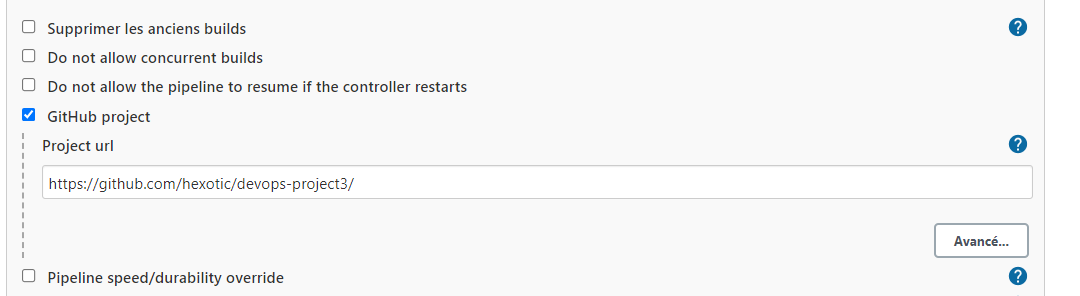 Supprimer les anciens builds
Do not allow concurrent builds
Do not allow the pipeline to resume if the controller restarts
GitHub project
Project url
https://github.com/hexotic/devops-project3/
Avancé...
Pipeline speed/durability override